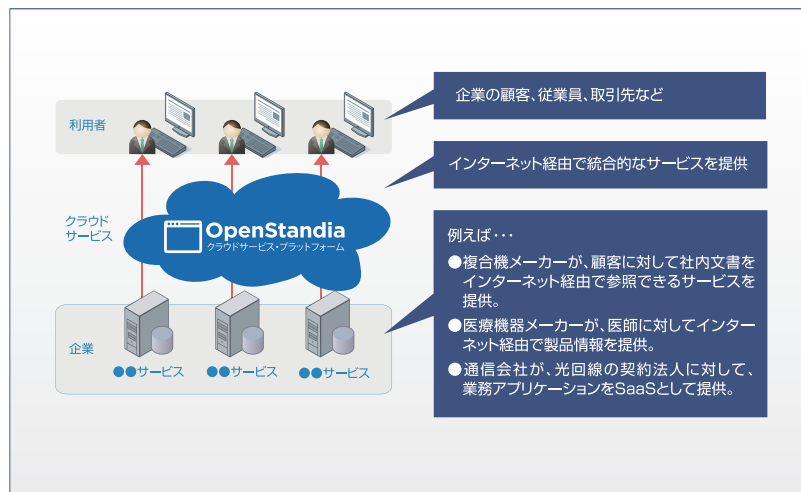 利用者
企業の顧客、従業員、取引先など
インターネット経由で統合的なサービスを提供
クラウド
サービス
OpenStandia
クラウドサービス・プラットフォーム
例えば・・・
●複合機メーカーが、顧客に対して社内文書を
インターネット経由で参照できるサービスを
提供。
●医療機器メーカーが、医師に対してインター
ネット経由で製品情報を提供。
●通信会社が、光回線の契約法人に対して、
業務アプリケーションをSaaSとして提供。
企業
●●サービス
●●サービス
●●サービス